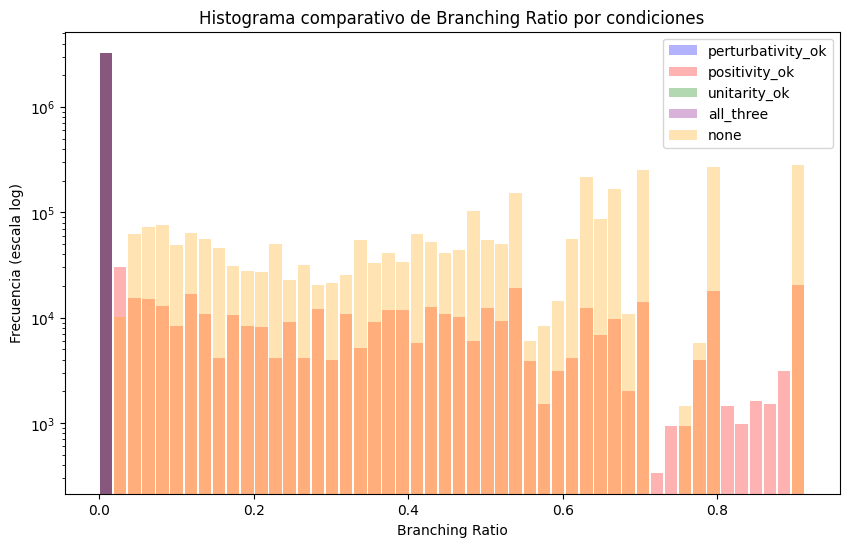 Histograma comparativo de Branching Ratio por condiciones
perturbativity_ok
positivity_ok
unitarity_ok
all_three
none
Frecuencia (escala log)
10^6
10^5
10^4
10^3
0.0 0.2 0.4 0.6 0.8
Branching Ratio